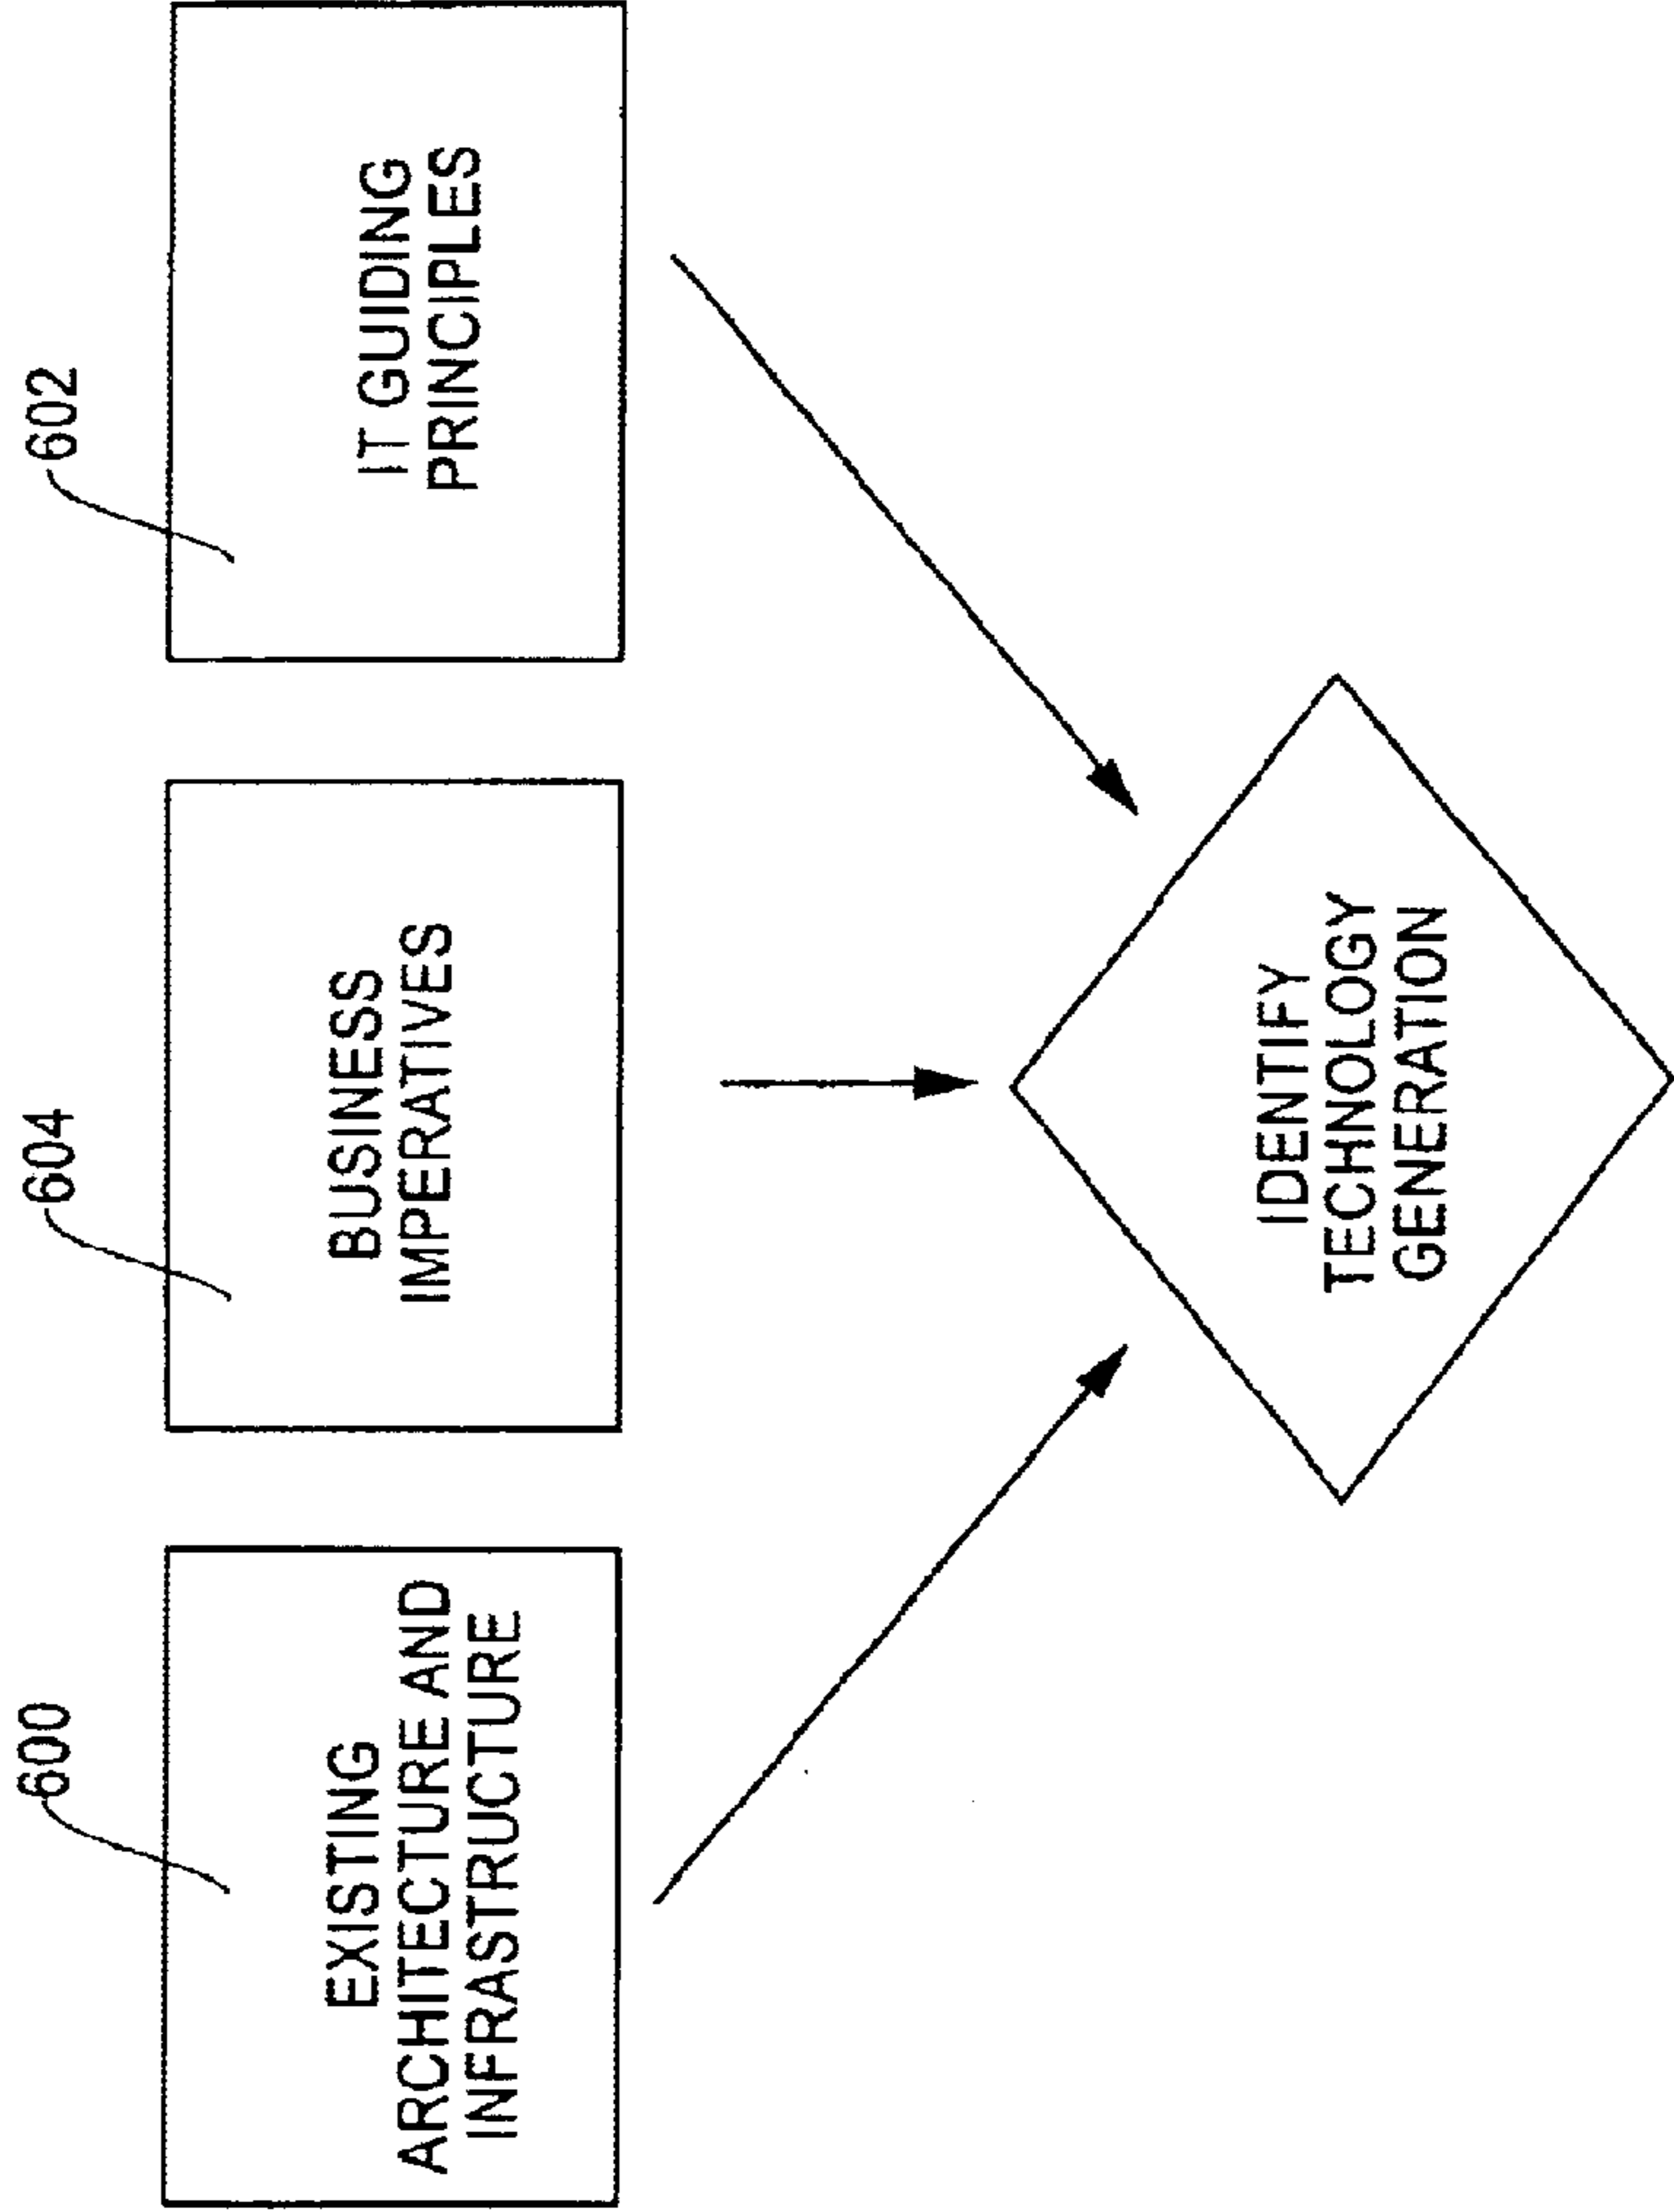 600
EXISTING
ARCHITECTURE AND
INFRASTRUCTURE
604
BUSINESS
IMPERATIVES
602
IT GUIDING
PRINCIPLES
IDENTIFY
TECHNOLOGY
GENERATION